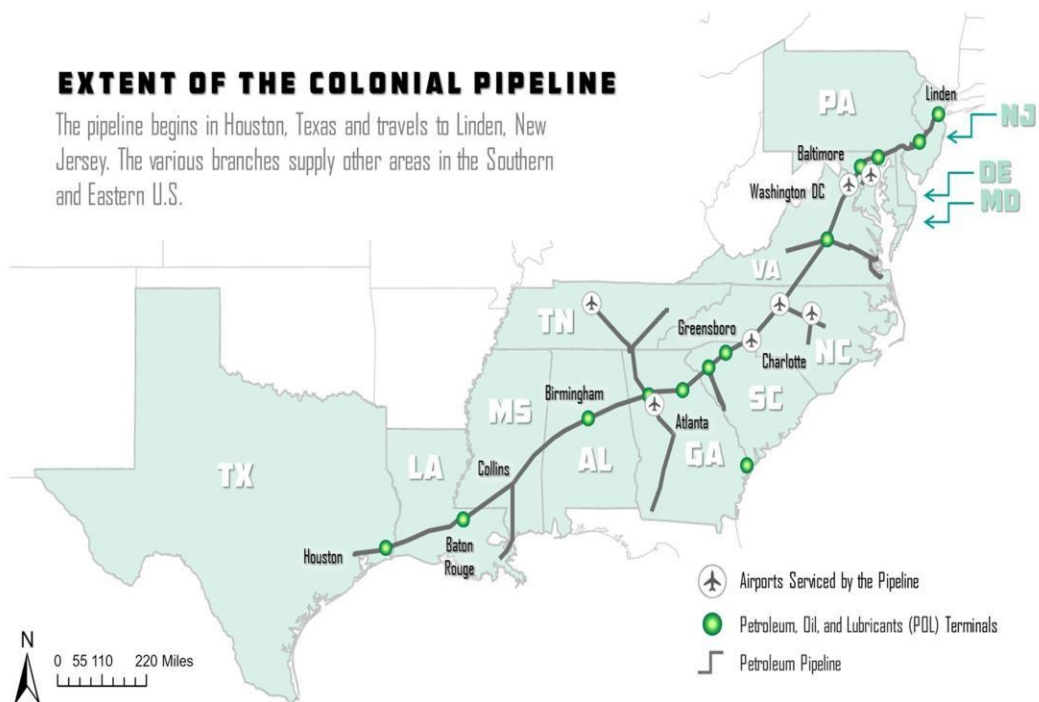 EXTENT OF THE COLONIAL PIPELINE
The pipeline begins in Houston, Texas and travels to Linden, New
Jersey. The various branches supply other areas in the Southern
and Eastern U.S.
PA
Linden
NJ
Baltimore
DE
Washington DC
MD
VA
TN
Greensboro
Charlotte
NC
Birmingham
SC
MS
Atlanta
AL
GA
TX
LA
Collins
Houston
Baton
Rouge
Airports Serviced by the Pipeline
Petroleum, Oil, and Lubricants (POL) Terminals
Petroleum Pipeline
N
0 55 110 220 Miles